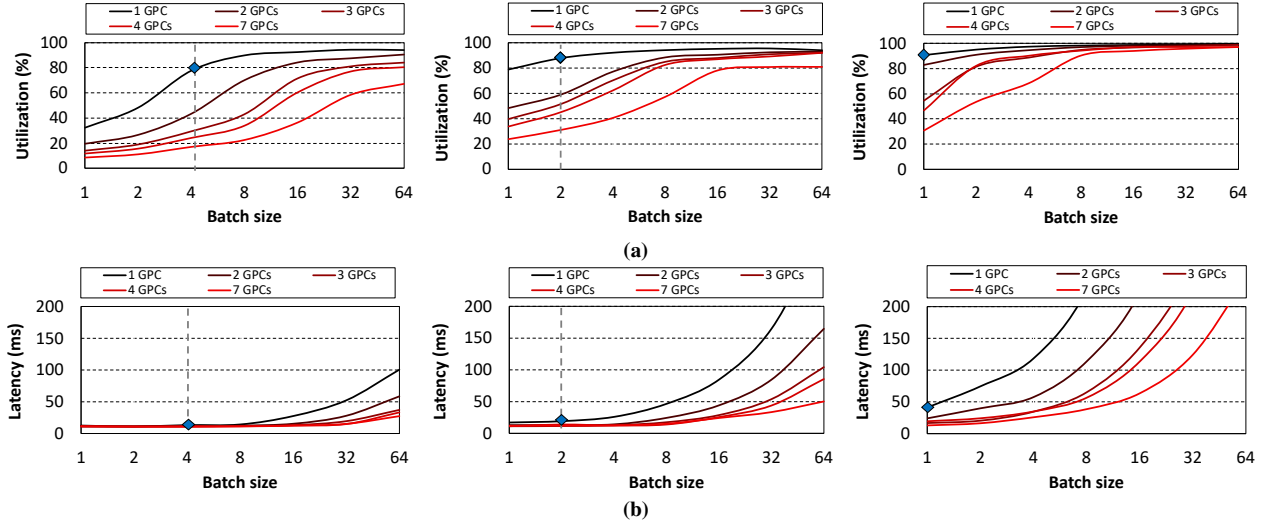 1 GPC 2 GPCs 3 GPCs
4 GPCs 7 GPCs
100
80
60
40
20
0
Utilization (%)
1 2 4 8 16 32 64
Batch size
1 GPC 2 GPCs 3 GPCs
4 GPCs 7 GPCs
100
80
60
40
20
0
Utilization (%)
1 2 4 8 16 32 64
Batch size
1 GPC 2 GPCs 3 GPCs
4 GPCs 7 GPCs
100
80
60
40
20
0
Utilization (%)
1 2 4 8 16 32 64
Batch size
(a)
1 GPC 2 GPCs 3 GPCs
4 GPCs 7 GPCs
200
150
100
50
0
Latency (ms)
1 2 4 8 16 32 64
Batch size
1 GPC 2 GPCs 3 GPCs
4 GPCs 7 GPCs
200
150
100
50
0
Latency (ms)
1 2 4 8 16 32 64
Batch size
1 GPC 2 GPCs 3 GPCs
4 GPCs 7 GPCs
200
150
100
50
0
Latency (ms)
1 2 4 8 16 32 64
Batch size
(b)